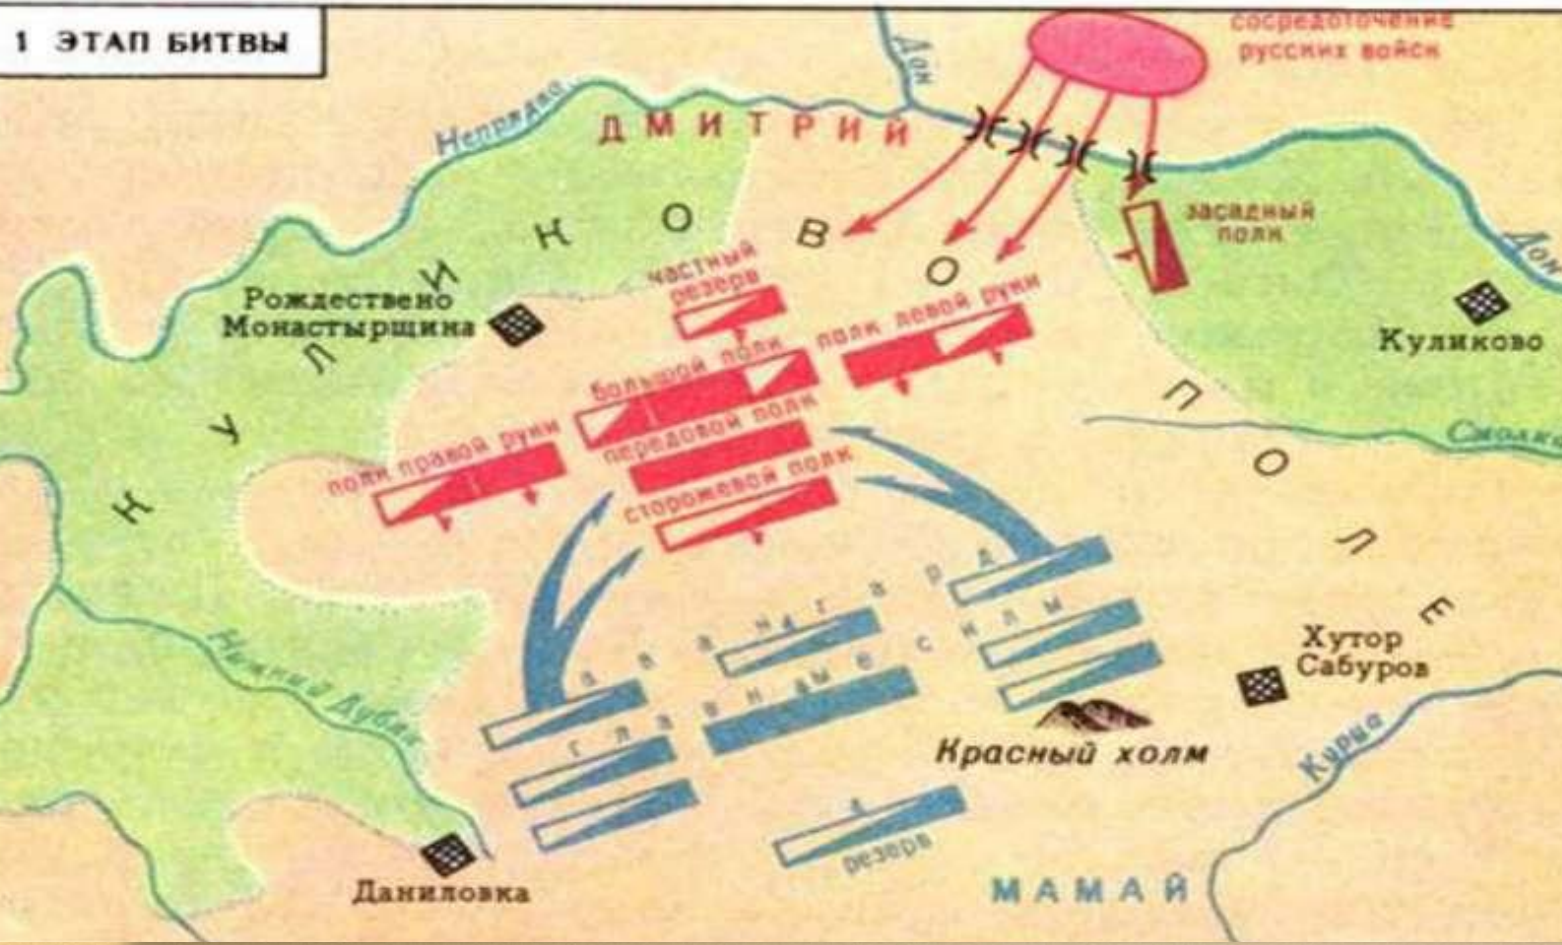 1 ЭТАП БИТВЫ
сосредоточение
русских войск
Дон
Непрядва
ДМИТРИЙ
КУЛИКОВО
ПОЛЕ
засадный
полк
Дон
частный
резерв
Рождествено
Монастырщина
Куликово
полк левой руки
большой полк
передовой полк
полк правой руки
сторожевой полк
Смолка
авангард
главные силы
Нижний Дубик
Хутор
Сабуров
Красный холм
Курца
резерв
Даниловка
МАМАЙ